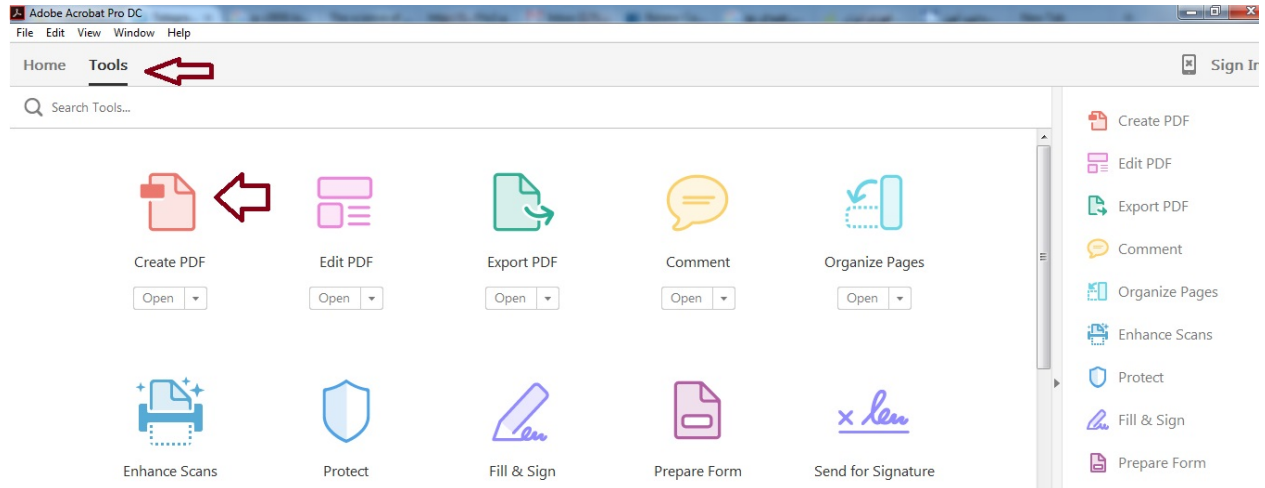 Adobe Acrobat Pro DC
File Edit View Window Help
Home Tools
Sign In
Search Tools...
Create PDF
Edit PDF
Export PDF
Comment
Organize Pages
Open
Open
Open
Open
Open
Enhance Scans
Protect
Fill & Sign
Prepare Form
Send for Signature
Create PDF
Edit PDF
Export PDF
Comment
Organize Pages
Enhance Scans
Protect
Fill & Sign
Prepare Form